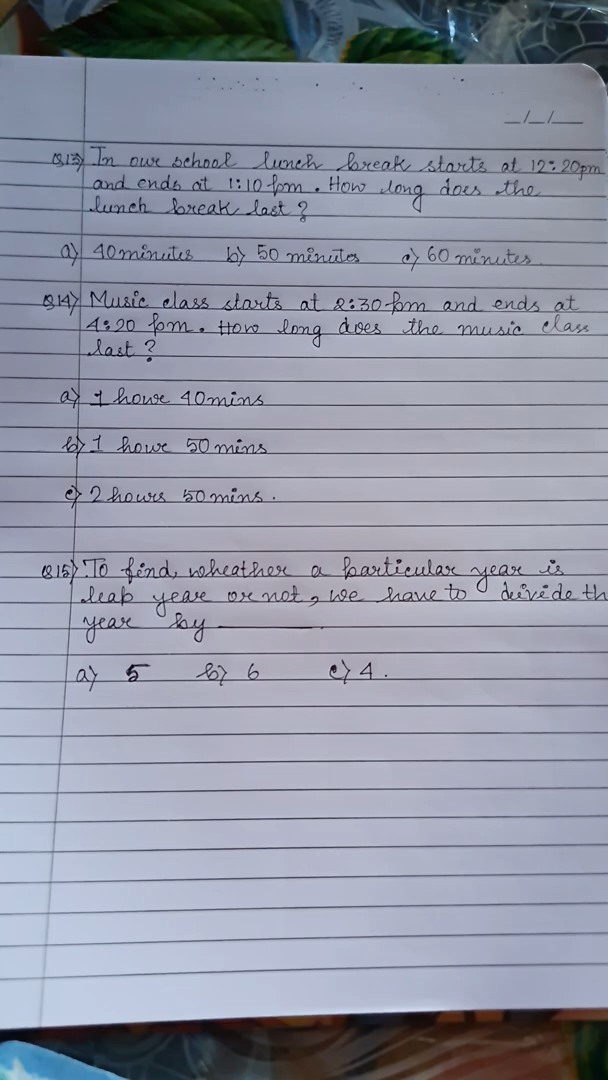 _/_/__
Q13) In our school lunch break starts at 12:20pm
and ends at 1:10 pm. How long does the
lunch break last?
a) 40 minutes b) 50 minutes c) 60 minutes
Q14) Music class starts at 2:30 pm and ends at
4:20 pm. How long does the music class
last?
a) 1 hour 40 mins
b) 1 hour 50 mins
c) 2 hours 50 mins.
Q15) To find, wheather a particular year is
leap year or not, we have to divide th
year by ________.
a) 5 b) 6 c) 4.